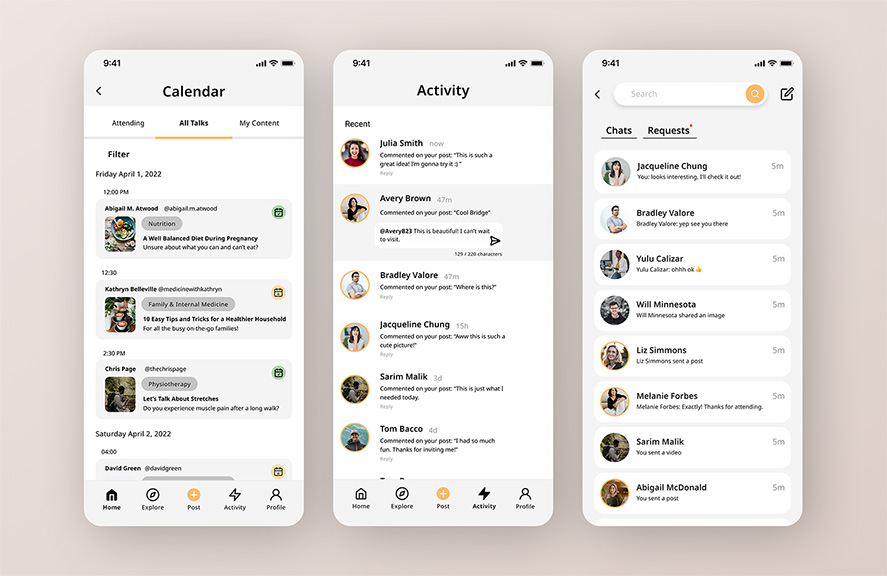 9:41
Calendar
Attending All Talks My Content
Filter
Friday April 1, 2022
12:00 PM
Abigail M. Atwood @abigail.m.atwood
Nutrition
A Well Balanced Diet During Pregnancy
Unsure about what you can and can't eat?
12:30
Kathryn Belleville @medicinewithkathryn
Family & Internal Medicine
10 Easy Tips and Tricks for a Healthier Household
For all the busy on-the-go families!
2:30 PM
Chris Page @thechrispage
Physiotherapy
Let's Talk About Stretches
Do you experience muscle pain after a long walk?
Saturday April 2, 2022
04:00
David Green @davidgreen
Home Explore Post Activity Profile
9:41
Activity
Recent
Julia Smith now
Commented on your post: "This is such a
great idea! I'm gonna try it :) "
Reply
Avery Brown 47m
Commented on your post: "Cool Bridge"
@AveryB23 This is beautiful! I can't wait
to visit.
129 / 220 characters
Bradley Valore 47m
Commented on your post: "Where is this?"
Reply
Jacqueline Chung 15h
Commented on your post: "Aww this is such a
cute picture!"
Reply
Sarim Malik 3d
Commented on your post: "This is just what I
needed today.
Reply
Tom Bacco 4d
Commented on your post: "I had so much
fun. Thanks for inviting me!"
Reply
Home Explore Post Activity Profile
9:41
Search
Chats Requests
Jacqueline Chung 5m
You: looks interesting, I'll check it out!
Bradley Valore 5m
Bradley Valore: yep see you there
Yulu Calizar 5m
Yulu Calizar: ohhh ok 👍
Will Minnesota 5m
Will Minnesota shared an image
Liz Simmons 5m
Liz Simmons sent a post
Melanie Forbes 5m
Melanie Forbes: Exactly! Thanks for attending.
Sarim Malik 5m
You sent a video
Abigail McDonald 5m
You sent a post